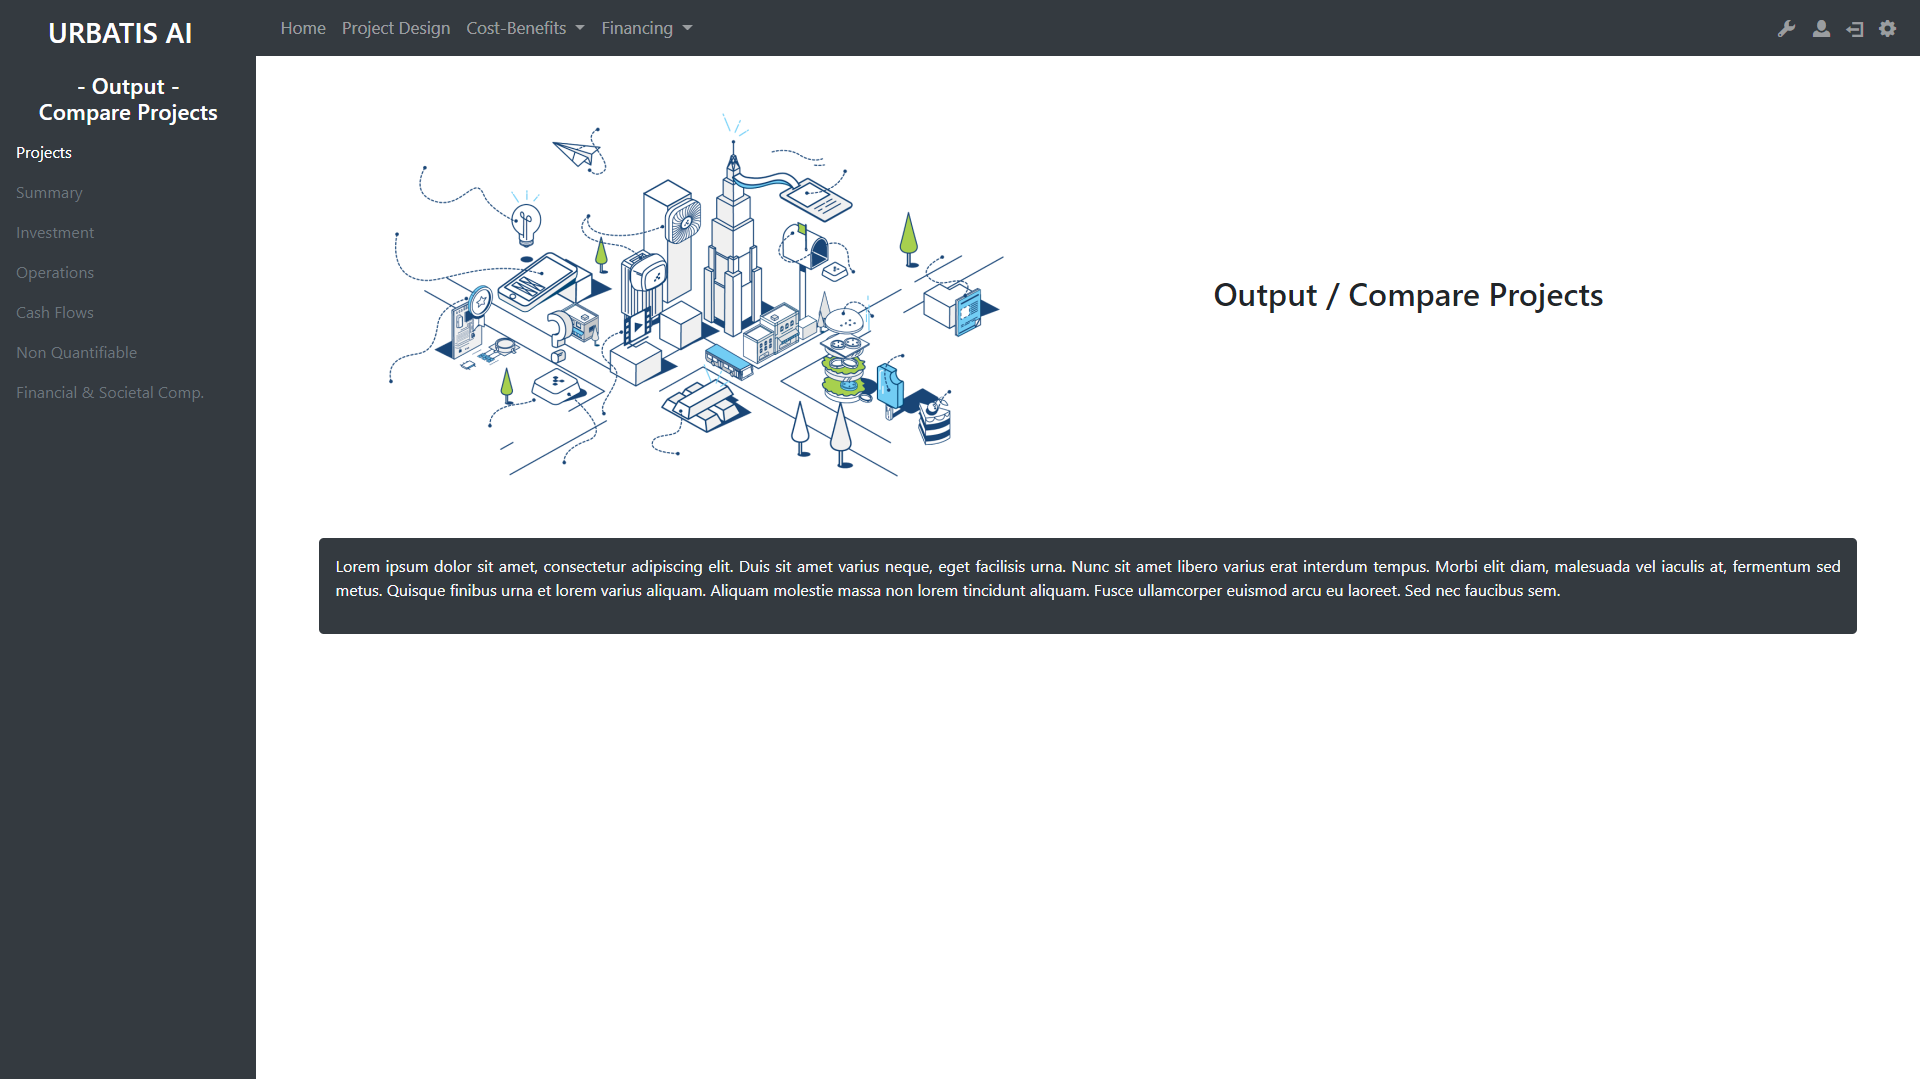 URBATIS AI
Home
Project Design
Cost-Benefits
Financing
- Output -
Compare Projects
Projects
Summary
Investment
Operations
Cash Flows
Non Quantifiable
Financial & Societal Comp.
Output / Compare Projects
Lorem ipsum dolor sit amet, consectetur adipiscing elit. Duis sit amet varius neque, eget facilisis urna. Nunc sit amet libero varius erat interdum tempus. Morbi elit diam, malesuada vel iaculis at, fermentum sed
metus. Quisque finibus urna et lorem varius aliquam. Aliquam molestie massa non lorem tincidunt aliquam. Fusce ullamcorper euismod arcu eu laoreet. Sed nec faucibus sem.